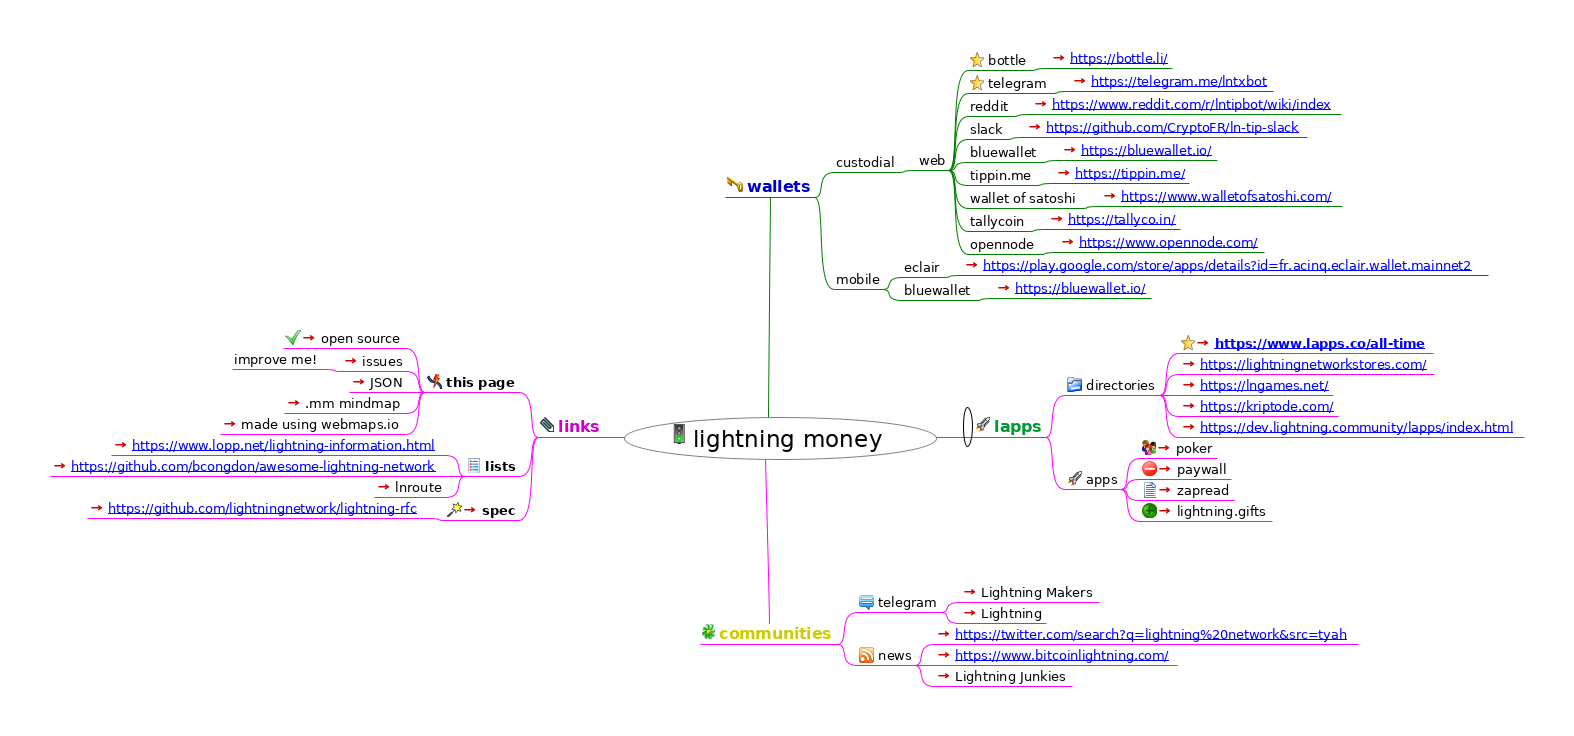 lightning money
wallets
custodial
web
bottle
https://bottle.li/
telegram
https://telegram.me/lntxbot
reddit
https://www.reddit.com/r/lntipbot/wiki/index
slack
https://github.com/CryptoFR/ln-tip-slack
bluewallet
https://bluewallet.io/
tippin.me
https://tippin.me/
wallet of satoshi
https://www.walletofsatoshi.com/
tallycoin
https://tallyco.in/
opennode
https://www.opennode.com/
mobile
eclair
https://play.google.com/store/apps/details?id=fr.acinq.eclair.wallet.mainnet2
bluewallet
https://bluewallet.io/
lapps
directories
https://www.lapps.co/all-time
https://lightningnetworkstores.com/
https://lngames.net/
https://kriptode.com/
https://dev.lightning.community/lapps/index.html
apps
poker
paywall
zapread
lightning.gifts
communities
telegram
Lightning Makers
Lightning
news
https://twitter.com/search?q=lightning%20network&src=tyah
https://www.bitcoinlightning.com/
Lightning Junkies
links
this page
open source
issues
improve me!
JSON
.mm mindmap
made using webmaps.io
lists
https://www.lopp.net/lightning-information.html
https://github.com/bcongdon/awesome-lightning-network
lnroute
spec
https://github.com/lightningnetwork/lightning-rfc